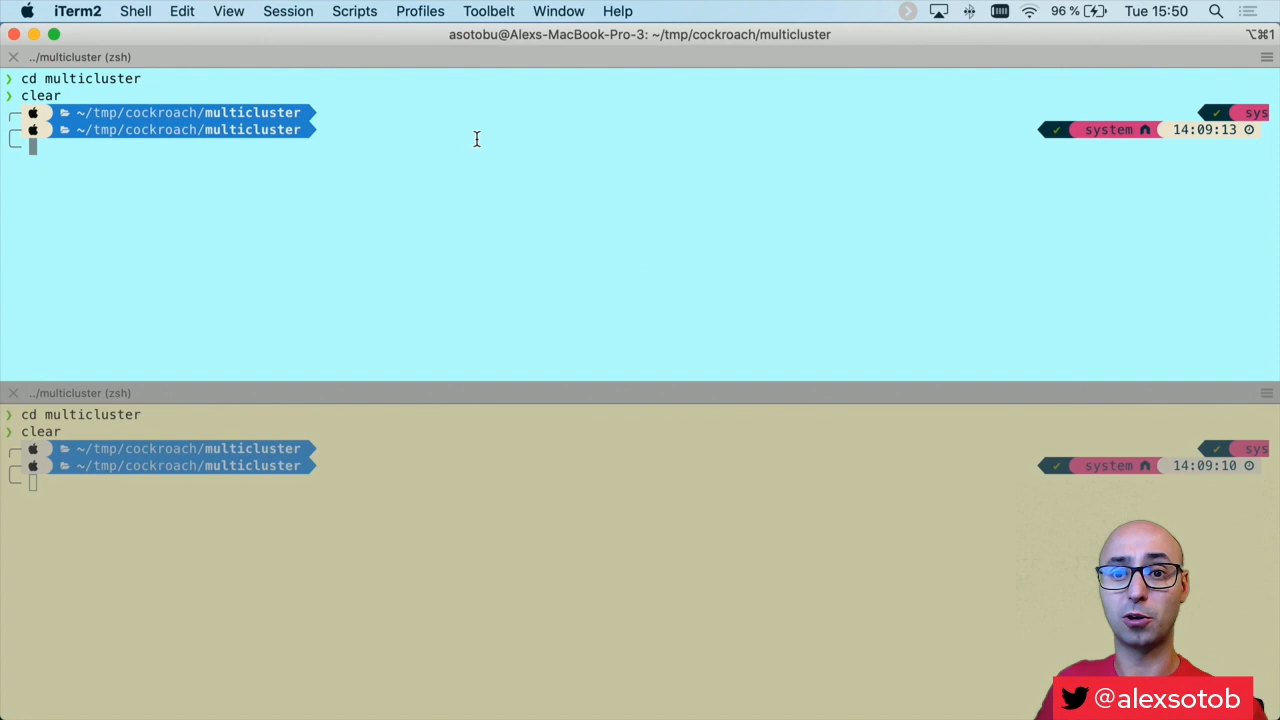 iTerm2 Shell Edit View Session Scripts Profiles Toolbelt Window Help 96 % Tue 15:50
asotobu@Alexs-MacBook-Pro-3: ~/tmp/cockroach/multicluster ⌥⌘1
../multicluster (zsh)
❯ cd multicluster
❯ clear
~/tmp/cockroach/multicluster ✓ sys
~/tmp/cockroach/multicluster ✓ system 14:09:13
../multicluster (zsh)
❯ cd multicluster
❯ clear
~/tmp/cockroach/multicluster ✓ sys
~/tmp/cockroach/multicluster ✓ system 14:09:10
@alexsotob